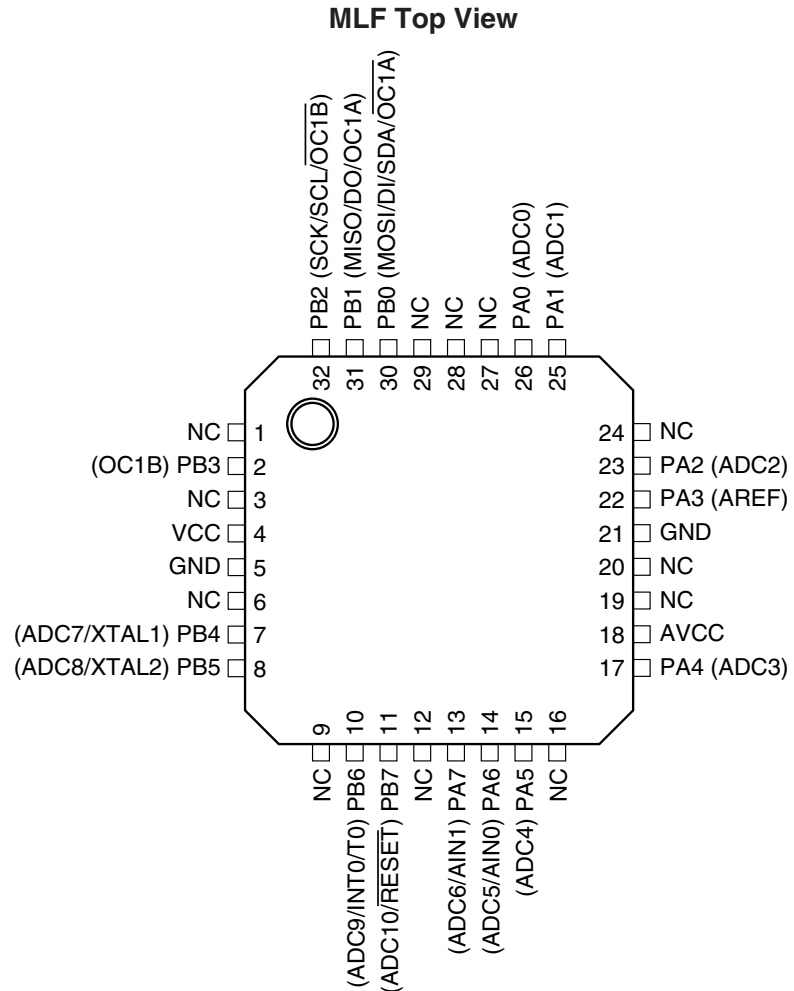 MLF Top View
PB2 (SCK/SCL/OC1B)
PB1 (MISO/DO/OC1A)
PB0 (MOSI/DI/SDA/OC1A)
NC
NC
NC
PA0 (ADC0)
PA1 (ADC1)
32
31
30
29
28
27
26
25
NC 1
(OC1B) PB3 2
NC 3
VCC 4
GND 5
NC 6
(ADC7/XTAL1) PB4 7
(ADC8/XTAL2) PB5 8
24 NC
23 PA2 (ADC2)
22 PA3 (AREF)
21 GND
20 NC
19 NC
18 AVCC
17 PA4 (ADC3)
9
10
11
12
13
14
15
16
NC
(ADC9/INT0/T0) PB6
(ADC10/RESET) PB7
NC
(ADC6/AIN1) PA7
(ADC5/AIN0) PA6
(ADC4) PA5
NC